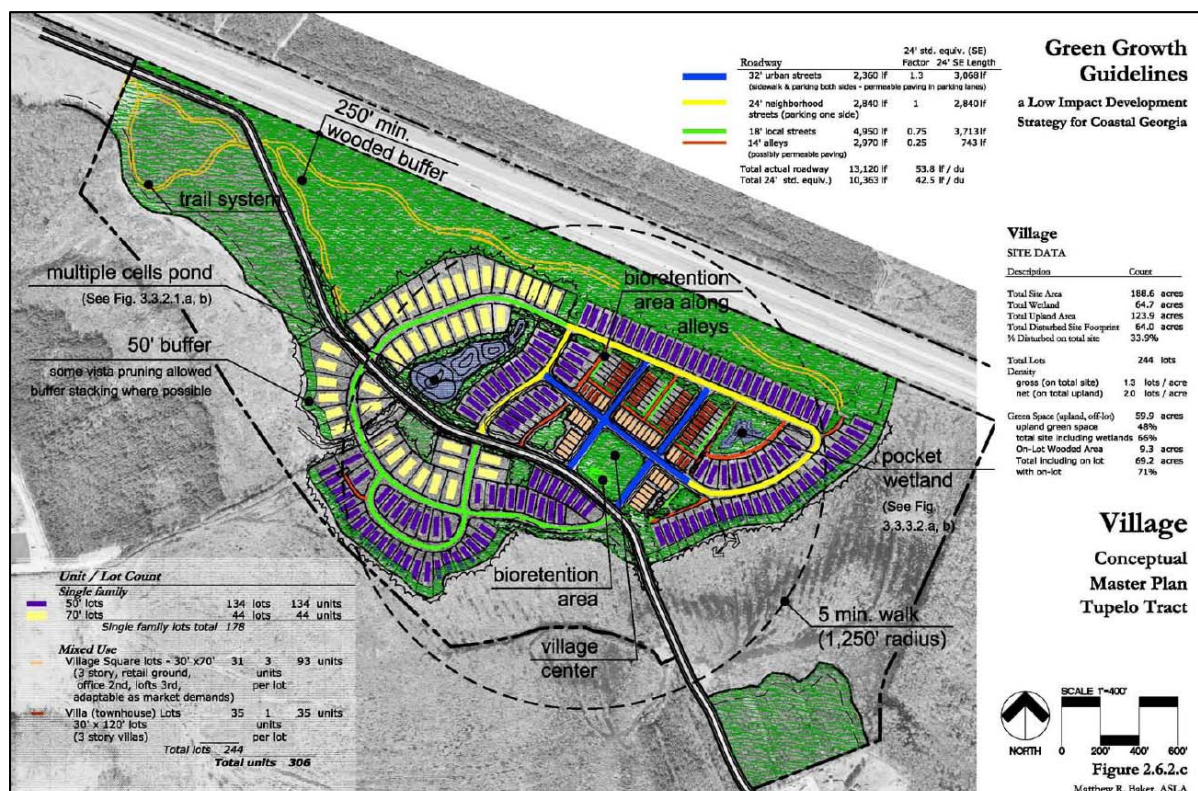 Green Growth
Guidelines
a Low Impact Development
Strategy for Coastal Georgia
24' std. equiv. (SE)
Roadway Factor 24' SE Length
32' urban streets 2,360 lf 1.3 3,068lf
(sidewalk & parking both sides - permeable paving in parking lanes)
24' neighborhood 2,840 lf 1 2,840lf
streets (parking one side)
18' local streets 4,950 lf 0.75 3,713lf
14' alleys 2,970 lf 0.25 743 lf
(possibly permeable paving)
Total actual roadway 13,120 lf 53.8 lf / du
Total 24' std. equiv.) 10,363 lf 42.5 lf / du
250' min.
wooded buffer
trail system
multiple cells pond
(See Fig. 3.3.2.1.a, b)
50' buffer
some vista pruning allowed
buffer stacking where possible
bioretention
area along
alleys
pocket
wetland
(See Fig.
3.3.3.2.a, b)
bioretention
area
village
center
5 min. walk
(1,250' radius)
Village
SITE DATA
Description Count
Total Site Area 188.6 acres
Total Wetland 64.7 acres
Total Upland Area 123.9 acres
Total Disturbed Site Footprint 64.0 acres
% Disturbed on total site 33.9%
Total Lots 244 lots
Density
gross (on total site) 1.3 lots / acre
net (on total upland) 2.0 lots / acre
Green Space (upland, off-lot) 59.9 acres
upland green space 48%
total site including wetlands 66%
On-Lot Wooded Area 9.3 acres
Total including on lot 69.2 acres
with on-lot 71%
Village
Conceptual
Master Plan
Tupelo Tract
Unit / Lot Count
Single family
50' lots 134 lots 134 units
70' lots 44 lots 44 units
Single family lots total 178
Mixed Use
Village Square lots - 30' x70' 31 3 93 units
(3 story, retail ground, units
office 2nd, lofts 3rd, per lot
adaptable as market demands)
Villa (townhouse) Lots 35 1 35 units
30' x 120' lots units
(3 story villas) per lot
Total lots 244
Total units 306
SCALE 1"=400'
NORTH 0 200' 400' 600'
Figure 2.6.2.c
Matthew R. Baker, ASLA